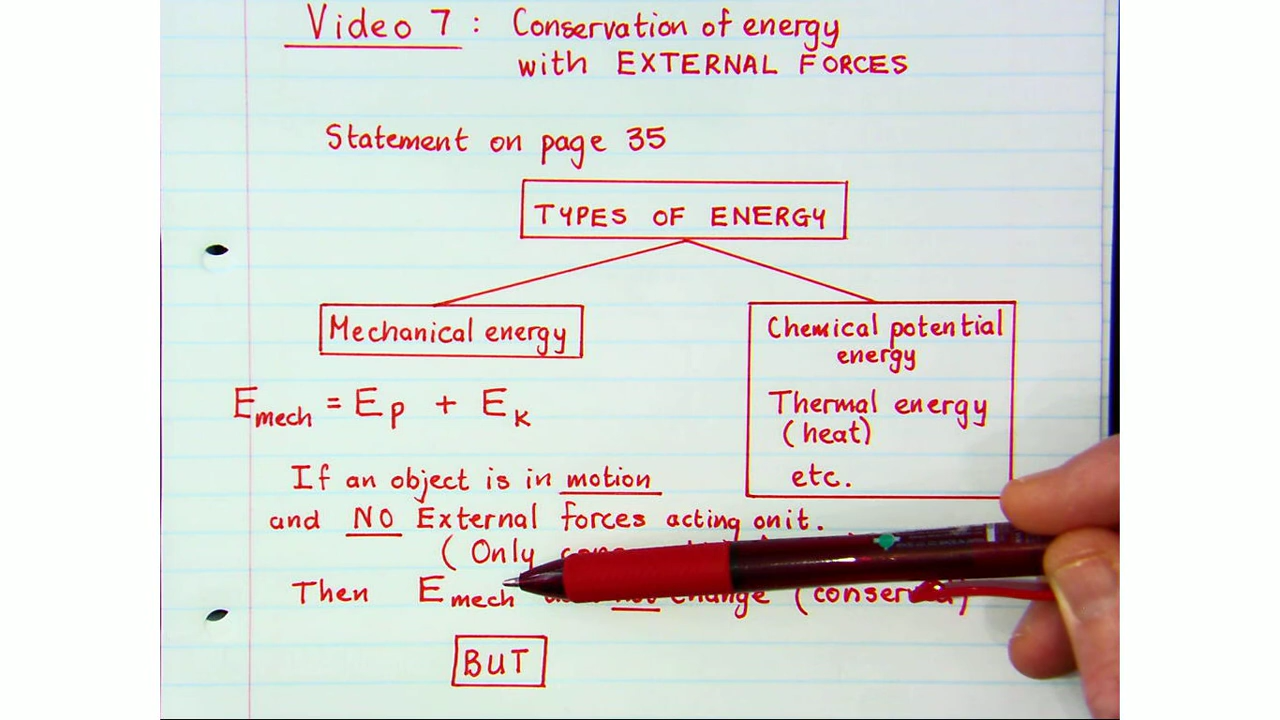 Video 7 : Conservation of energy
with EXTERNAL FORCES
Statement on page 35
TYPES OF ENERGY
Mechanical energy
Chemical potential
energy
Thermal energy
(heat)
etc.
Emech = Ep + Ek
If an object is in motion
and NO External forces acting on it.
( Only
Then Emech not change (conserved)
BUT